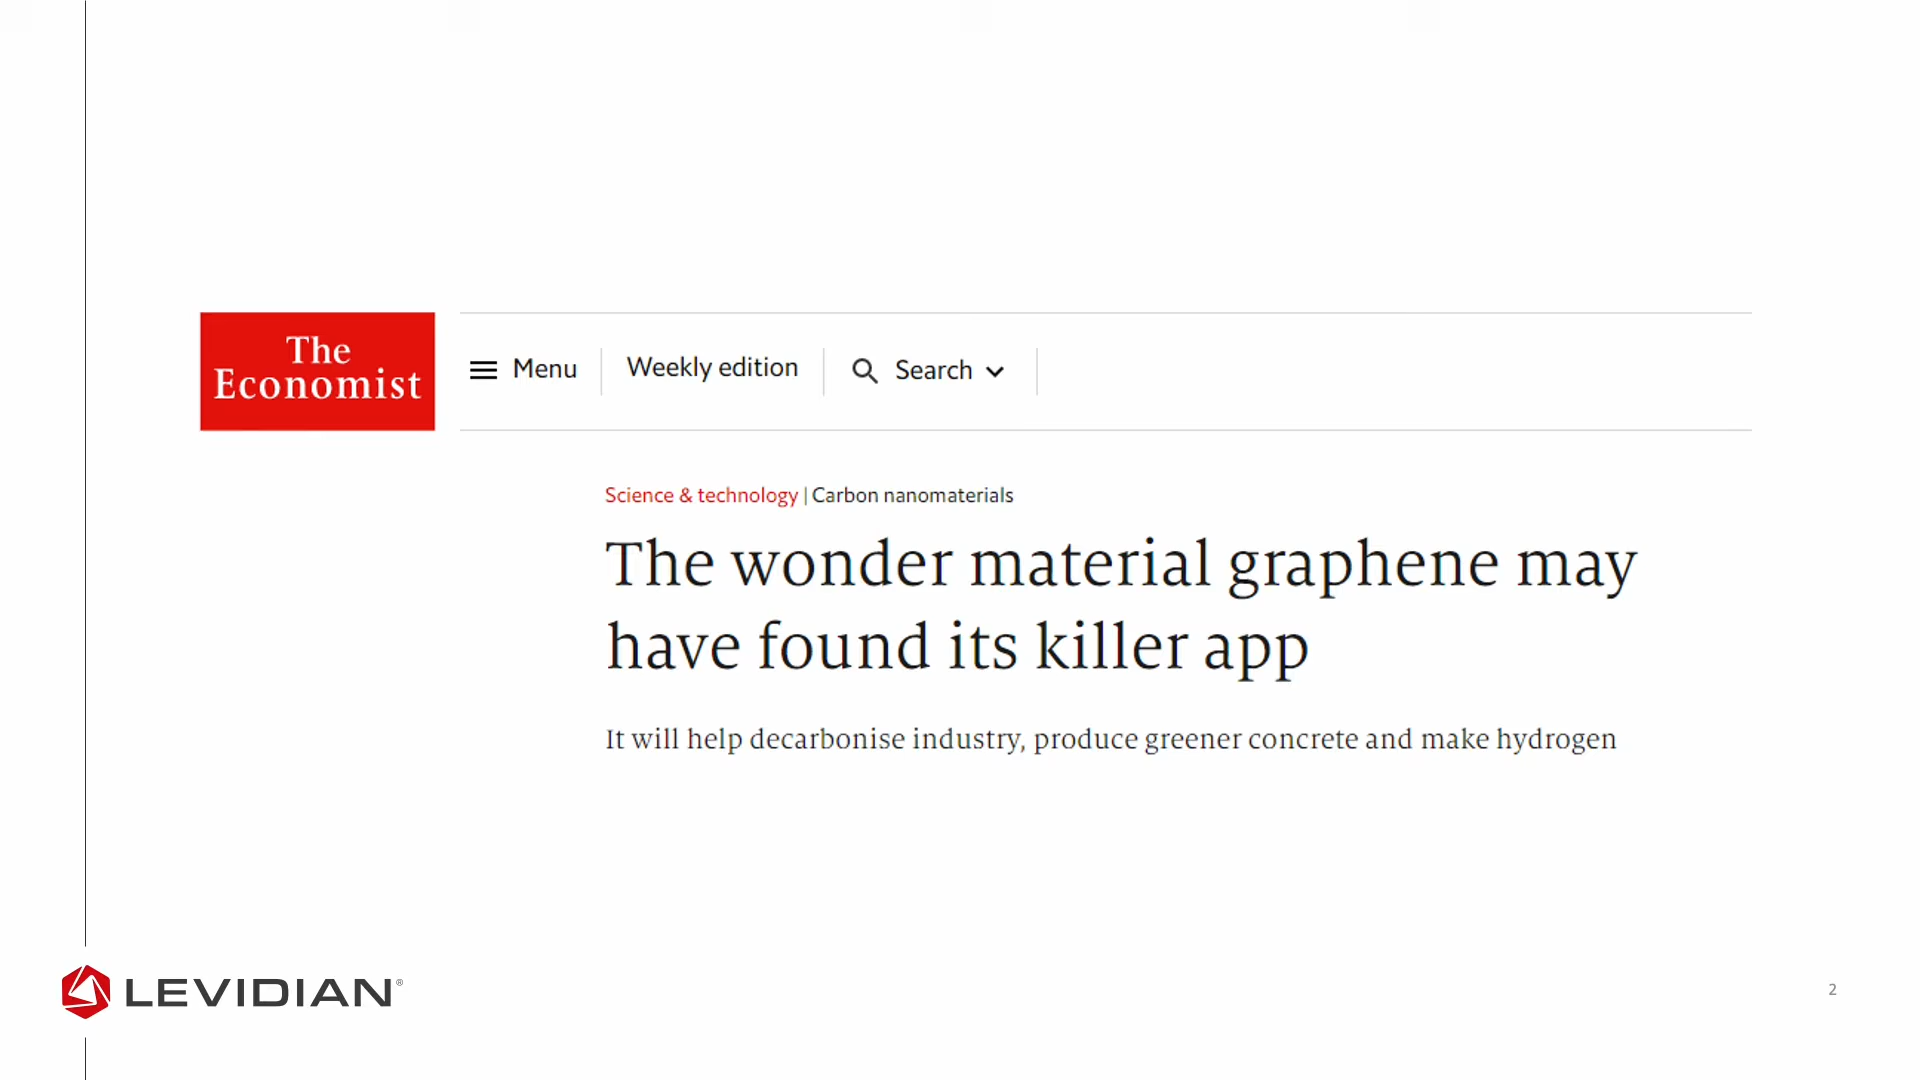 The
Economist
Menu
Weekly edition
Search
Science & technology | Carbon nanomaterials
The wonder material graphene may
have found its killer app
It will help decarbonise industry, produce greener concrete and make hydrogen
LEVIDIAN®
2